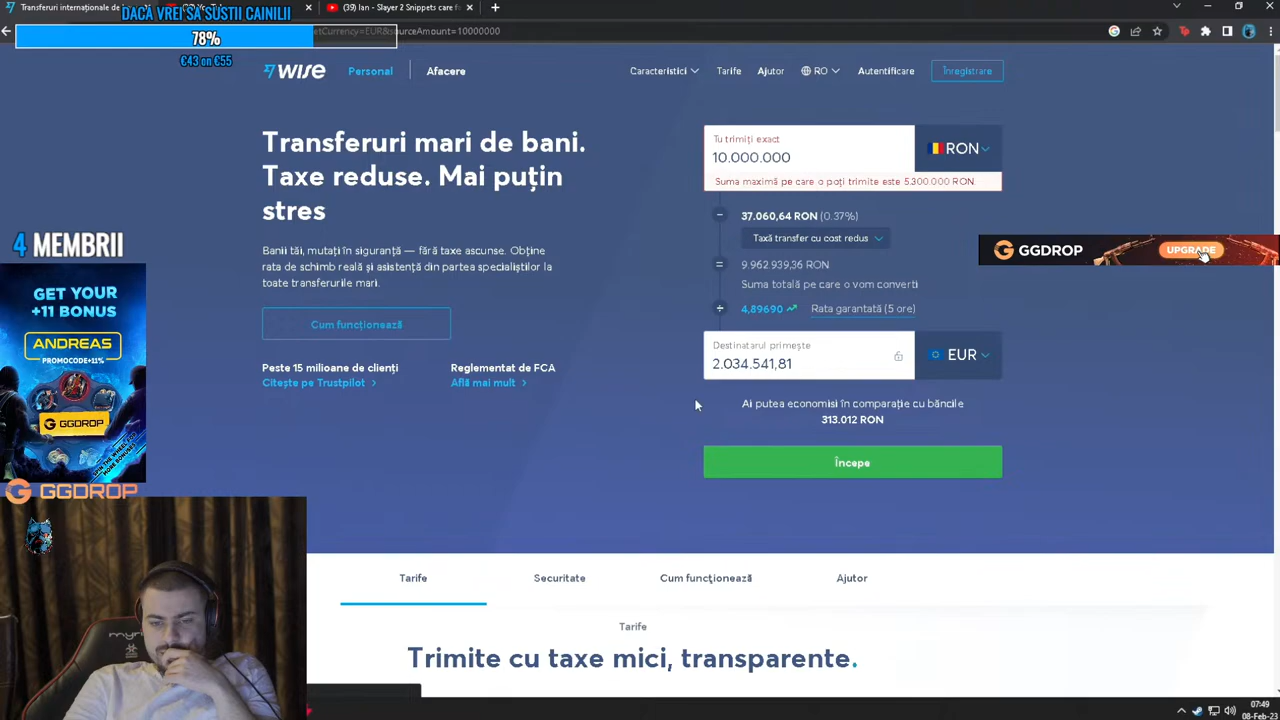 Transferuri internaționale de
(39) Ian - Slayer 2 Snippets care f
DACĂ VREI SĂ SUSȚII CAINILII
78%
€43 on €55
etCurrency=EUR&sourceAmount=10000000
WISE
Personal
Afacere
Caracteristici
Tarife
Ajutor
RO
Autentificare
Înregistrare
Transferuri mari de bani.
Taxe reduse. Mai puțin
stres
Banii tăi, mutați în siguranță — fără taxe ascunse. Obține
rata de schimb reală și asistență din partea specialiștilor la
toate transferurile mari.
Cum funcționează
Peste 15 milioane de clienți
Citește pe Trustpilot
Reglementat de FCA
Află mai mult
Tu trimiți exact
10.000.000
RON
Suma maximă pe care o poți trimite este 5.300.000 RON.
37.060,64 RON (0.37%)
Taxă transfer cu cost redus
9.962.939,36 RON
Suma totală pe care o vom converti
4,89690
Rata garantată (5 ore)
Destinatarul primește
2.034.541,81
EUR
Ai putea economisi în comparație cu băncile
313.012 RON
Începe
4 MEMBRII
GET YOUR
+11 BONUS
ANDREAS
PROMOCODE+11%
GGDROP
GGDROP
GGDROP
UPGRADE
Tarife
Securitate
Cum funcționează
Ajutor
Tarife
Trimite cu taxe mici, transparente.
07:49
08-Feb-23